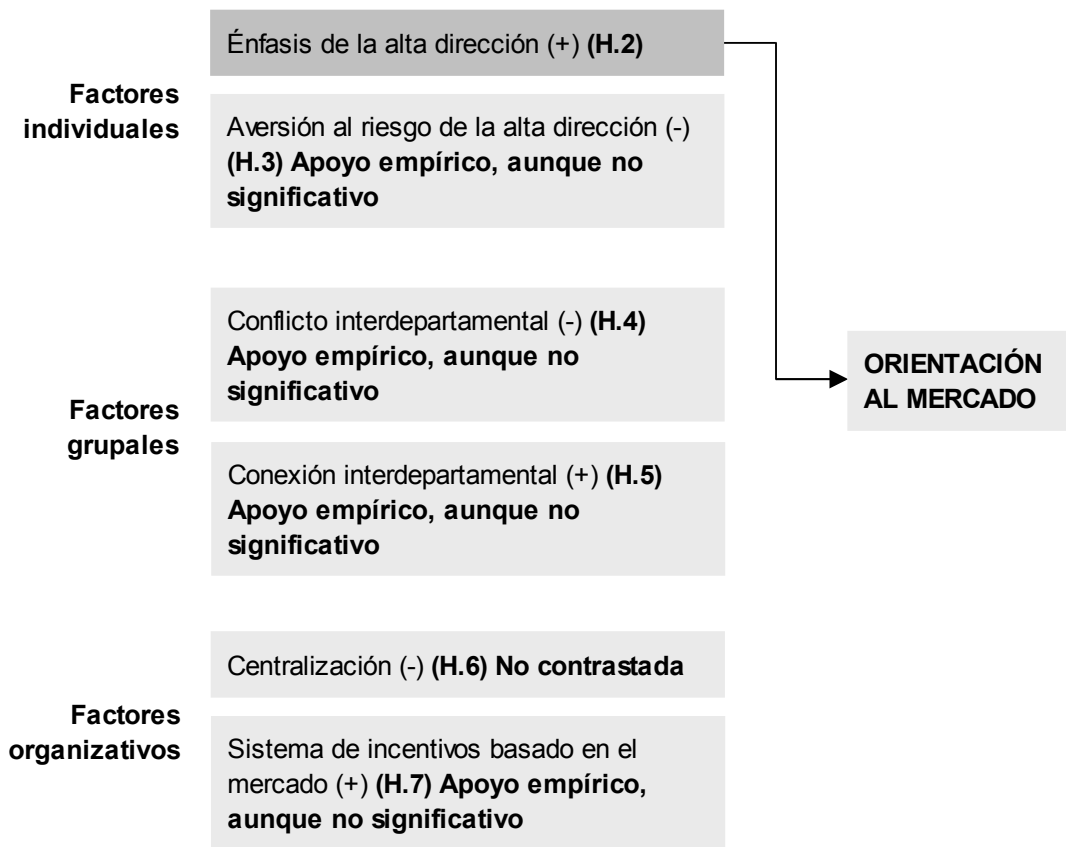 Factores
individuales
Énfasis de la alta dirección (+) (H.2)
Aversión al riesgo de la alta dirección (-)
(H.3) Apoyo empírico, aunque no
significativo
Factores
grupales
Conflicto interdepartamental (-) (H.4)
Apoyo empírico, aunque no
significativo
Conexión interdepartamental (+) (H.5)
Apoyo empírico, aunque no
significativo
Factores
organizativos
Centralización (-) (H.6) No contrastada
Sistema de incentivos basado en el
mercado (+) (H.7) Apoyo empírico,
aunque no significativo
ORIENTACIÓN
AL MERCADO